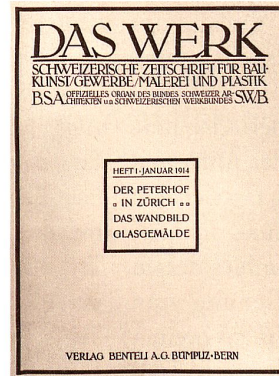 DAS WERK
SCHWEIZERISCHE ZEITSCHRIFT FÜR BAU-
KUNST/GEWERBE/MALEREI UND PLASTIK
B.S.A. OFFIZIELLES ORGAN DES BUNDES SCHWEIZER AR- S.W.B.
CHITEKTEN U. D. SCHWEIZERISCHEN WERKBUNDES
HEFT 1 · JANUAR 1914
DER PETERHOF
IN ZÜRICH
DAS WANDBILD
GLASGEMÄLDE
VERLAG BENTELI A.G. BÜMPLIZ-BERN